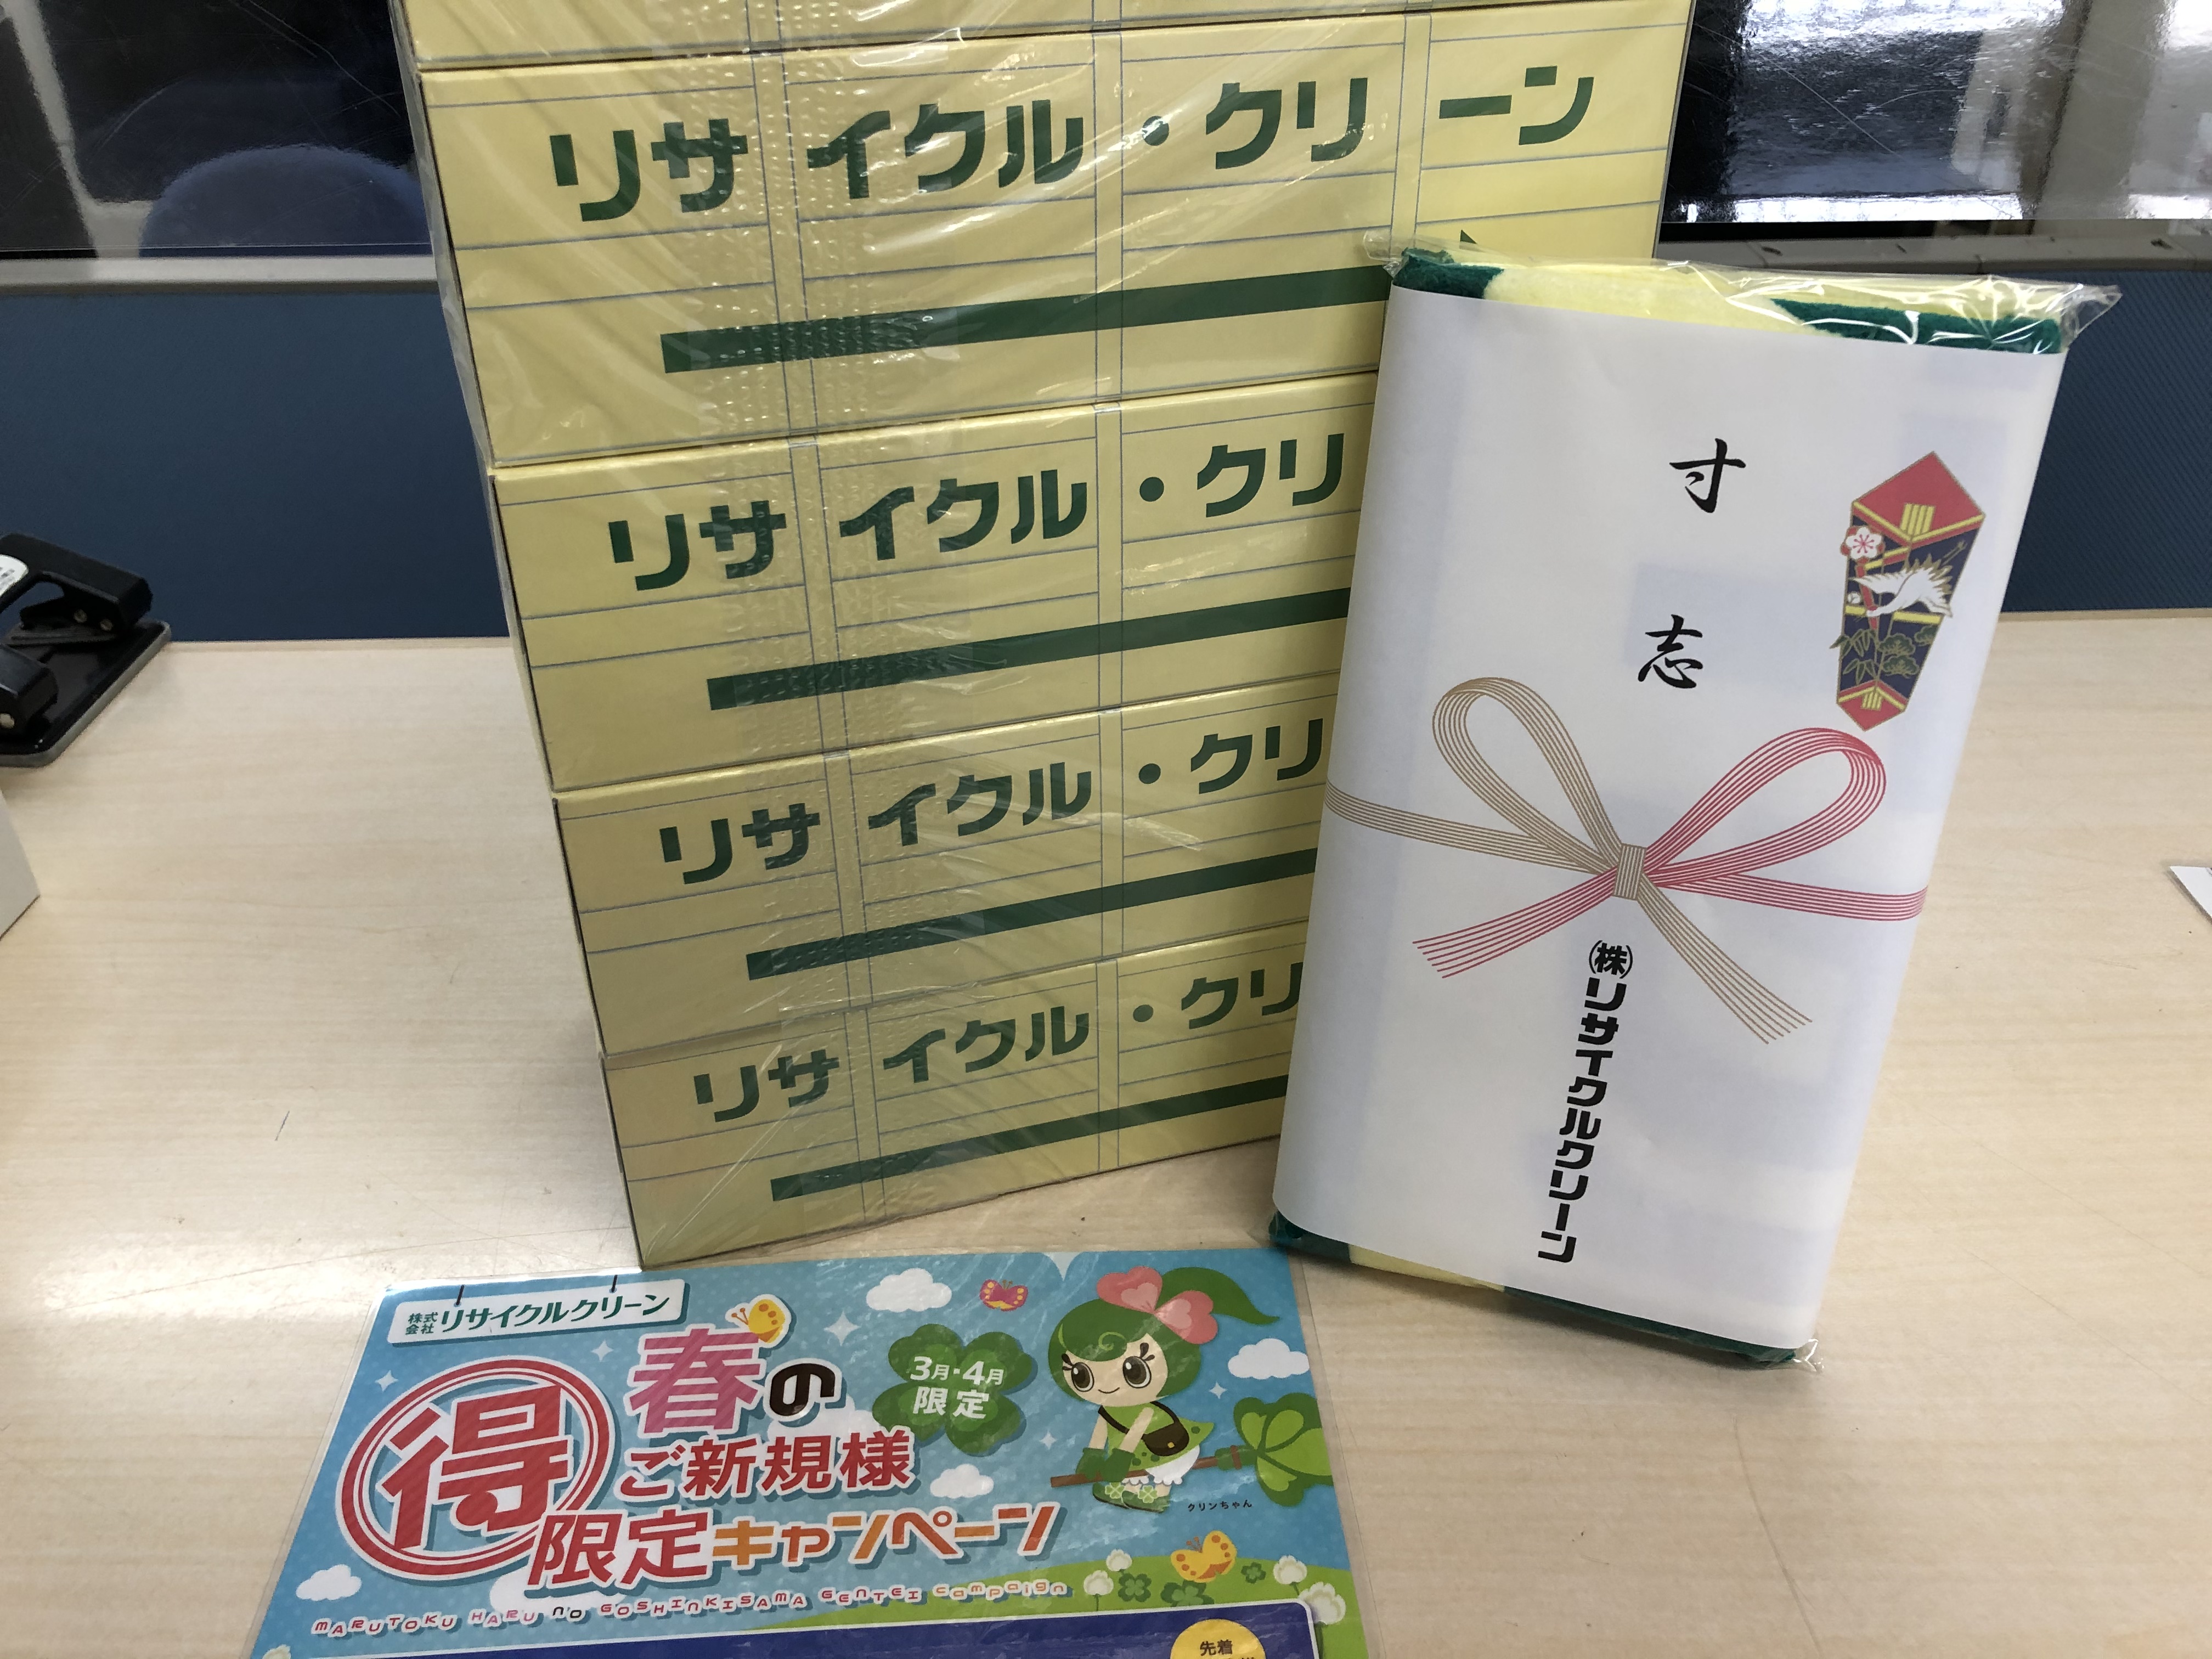 リサイクル・クリーン
リサイクル・クリ
リサイクル・クリ
リサイクル・クリ
寸志
㈱リサイクルクリーン
株式会社リサイクルクリーン
春の
3月・4月
限定
得
ご新規様
限定キャンペーン
クリンちゃん
MARUTOKU HARU no GOSHINKISAMA GENTEI campaign
先着